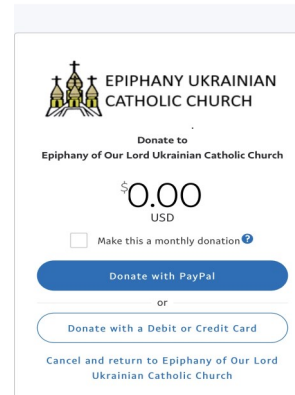 EPIPHANY UKRAINIAN
CATHOLIC CHURCH
Donate to
Epiphany of Our Lord Ukrainian Catholic Church
$0.00
USD
Make this a monthly donation ?
Donate with PayPal
or
Donate with a Debit or Credit Card
Cancel and return to Epiphany of Our Lord
Ukrainian Catholic Church